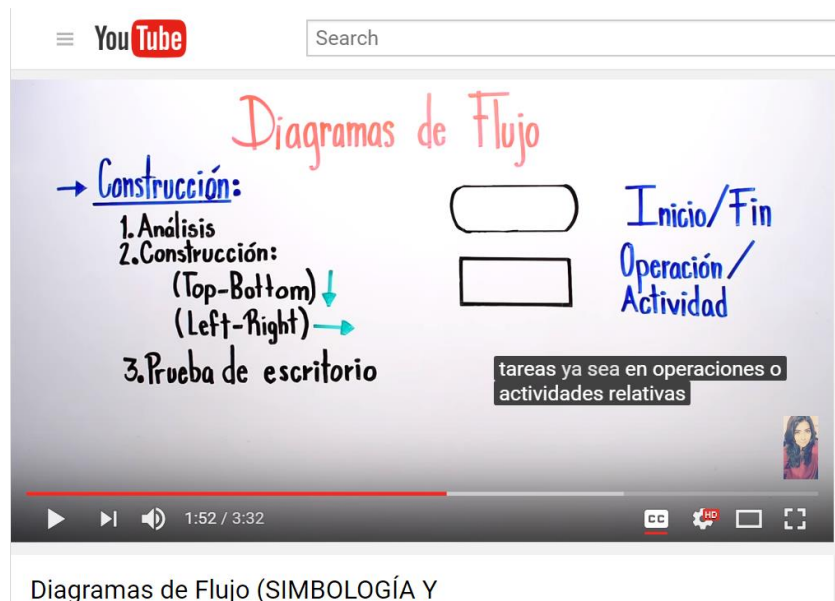 YouTube
Search
Diagramas de Flujo
→ Construcción:
1. Análisis
2. Construcción:
(Top-Bottom) ↓
(Left-Right) →
3. Prueba de escritorio
Inicio/Fin
Operación/
Actividad
tareas ya sea en operaciones o
actividades relativas
1:52 / 3:32
CC
HD
Diagramas de Flujo (SIMBOLOGÍA Y